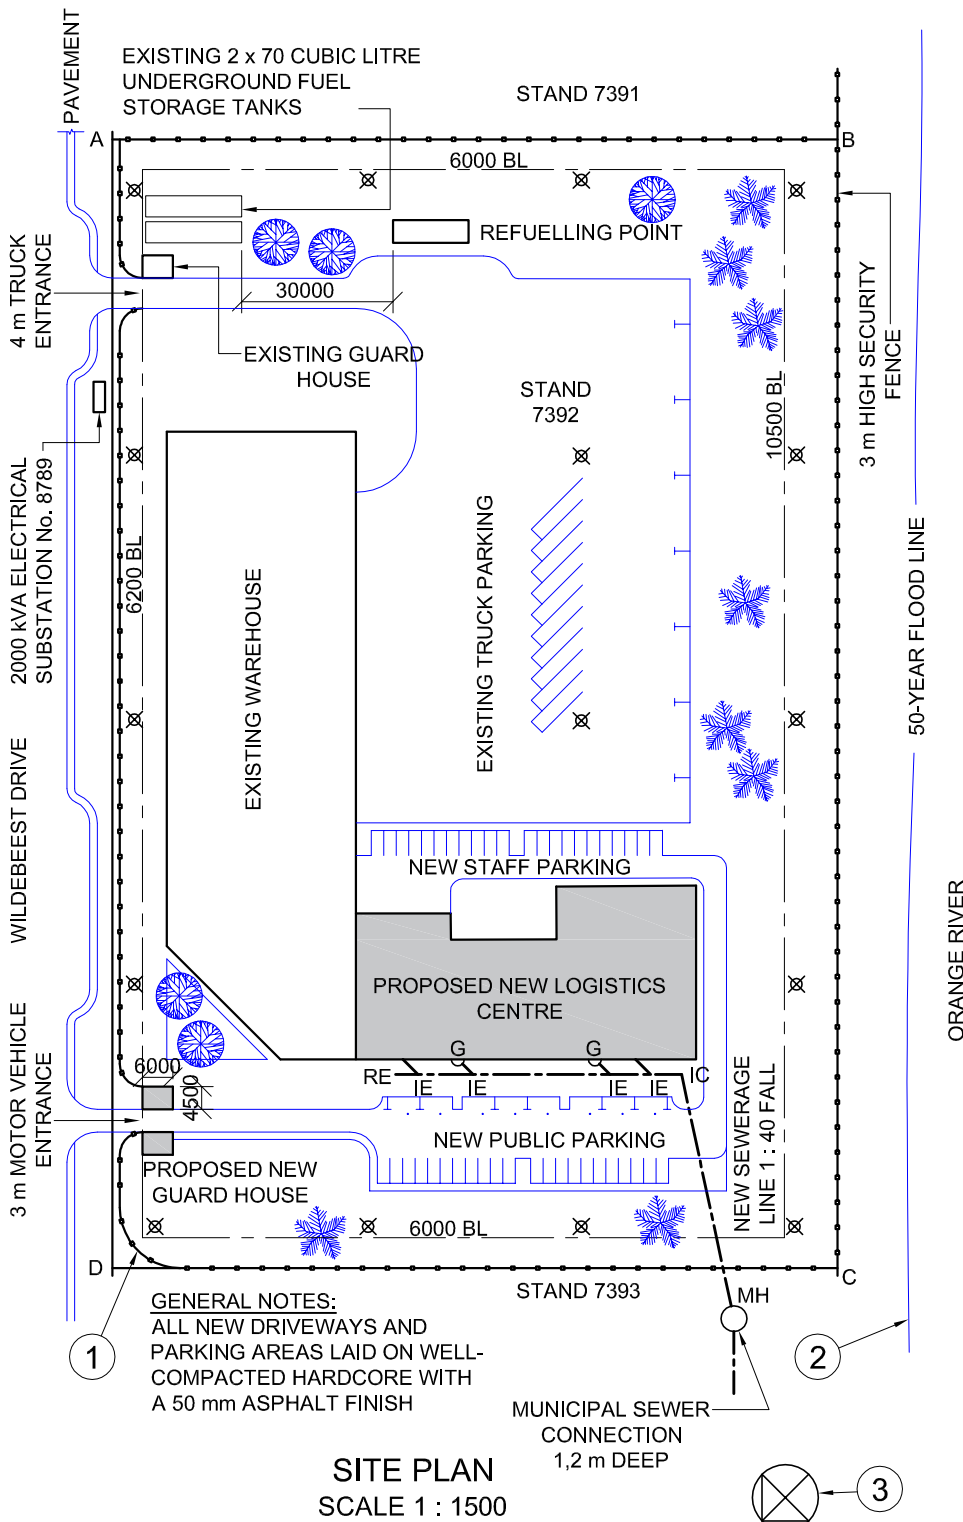 PAVEMENT
EXISTING 2 x 70 CUBIC LITRE
UNDERGROUND FUEL
STORAGE TANKS
STAND 7391
A
B
6000 BL
REFUELLING POINT
4 m TRUCK
ENTRANCE
30000
EXISTING GUARD
HOUSE
STAND
7392
10500 BL
3 m HIGH SECURITY
FENCE
2000 kVA ELECTRICAL
SUBSTATION No. 8789
6200 BL
EXISTING WAREHOUSE
EXISTING TRUCK PARKING
50-YEAR FLOOD LINE
WILDEBEEST DRIVE
NEW STAFF PARKING
ORANGE RIVER
PROPOSED NEW LOGISTICS
CENTRE
3 m MOTOR VEHICLE
ENTRANCE
6000
4500
G
G
RE
IE
IE
IE
IE
IC
NEW SEWERAGE
LINE 1 : 40 FALL
NEW PUBLIC PARKING
PROPOSED NEW
GUARD HOUSE
6000 BL
D
C
STAND 7393
MH
GENERAL NOTES:
ALL NEW DRIVEWAYS AND
PARKING AREAS LAID ON WELL-
COMPACTED HARDCORE WITH
A 50 mm ASPHALT FINISH
1
2
MUNICIPAL SEWER
CONNECTION
1,2 m DEEP
SITE PLAN
SCALE 1 : 1500
3